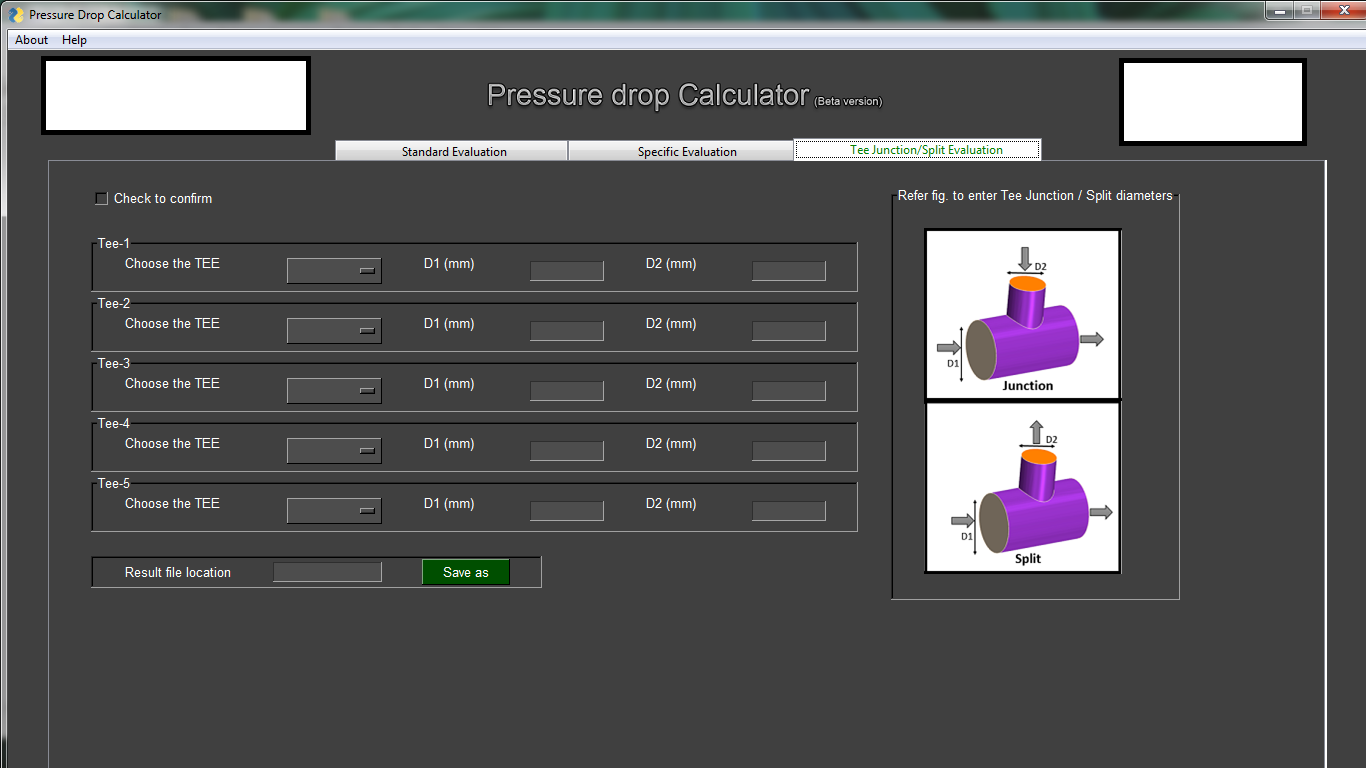 Pressure Drop Calculator
About Help
Pressure drop Calculator (Beta version)
Standard Evaluation Specific Evaluation Tee Junction/Split Evaluation
Check to confirm
Tee-1
Choose the TEE D1 (mm) D2 (mm)
Tee-2
Choose the TEE D1 (mm) D2 (mm)
Tee-3
Choose the TEE D1 (mm) D2 (mm)
Tee-4
Choose the TEE D1 (mm) D2 (mm)
Tee-5
Choose the TEE D1 (mm) D2 (mm)
Result file location Save as
Refer fig. to enter Tee Junction / Split diameters
D2
D1
Junction
D2
D1
Split